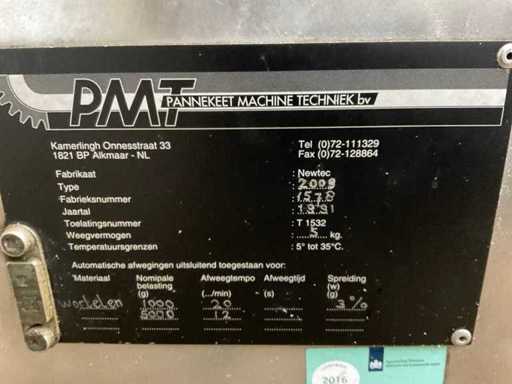 PMT PANNEKEET MACHINE TECHNIEK bv
Kamerlingh Onnesstraat 33 Tel (0)72-111329
1821 BP Alkmaar - NL Fax (0)72-128864
Fabrikaat : Newtec
Type : 2009
Fabrieksnummer : 1578
Jaartal : 1991
Toelatingsnummer : T 1532
Weegvermogen : 5 kg.
Temperatuursgrenzen : 5° tot 35°C.
Automatische afwegingen uitsluitend toegestaan voor:
Materiaal Nominale Afweegtempo Afweegtijd Spreiding
belasting (.../min) (s) (w)
(g) (g)
wortelen 1000 20 3%
5000 12
2016